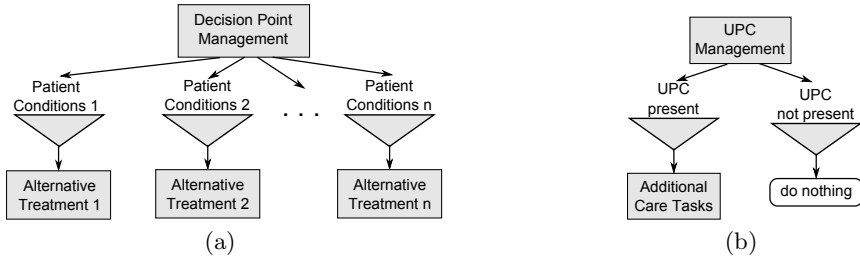 Decision Point
Management
Patient
Conditions 1
Patient
Conditions 2
. . .
Patient
Conditions n
Alternative
Treatment 1
Alternative
Treatment 2
Alternative
Treatment n
(a)
UPC
Management
UPC
present
UPC
not present
Additional
Care Tasks
do nothing
(b)